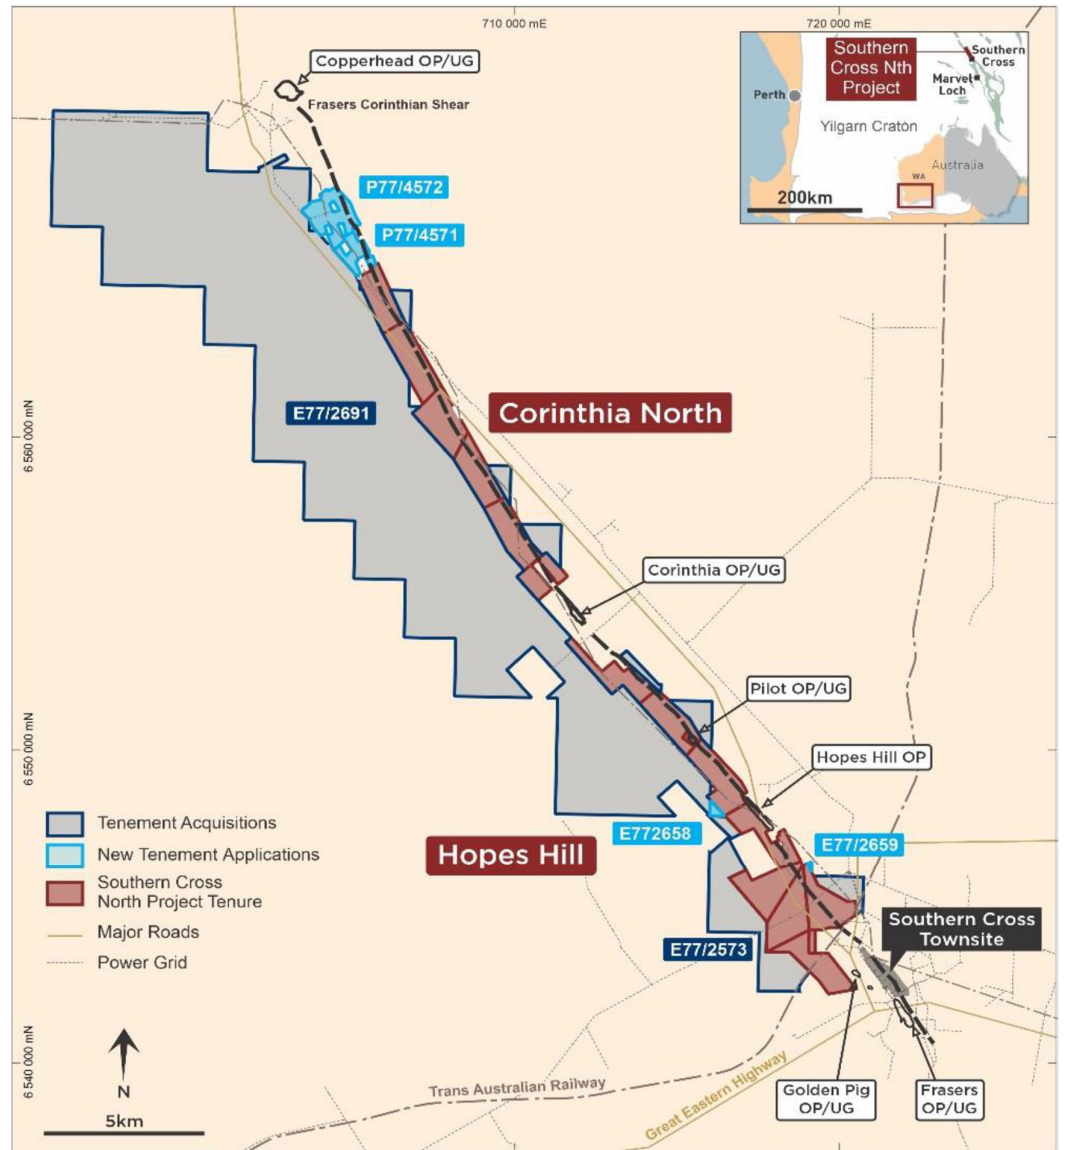 710 000 mE
720 000 mE
Copperhead OP/UG
Frasers Corinthian Shear
Southern
Cross Nth
Project
Southern
Cross
Marvel
Loch
Perth
Yilgarn Craton
Australia
WA
200km
P77/4572
P77/4571
E77/2691
Corinthia North
6 560 000 mN
Corinthia OP/UG
Pilot OP/UG
6 550 000 mN
Hopes Hill OP
Tenement Acquisitions
New Tenement Applications
Southern Cross
North Project Tenure
Major Roads
Power Grid
E772658
E77/2659
Hopes Hill
Southern Cross
Townsite
E77/2573
6 540 000 mN
N
5km
Trans Australian Railway
Great Eastern Highway
Golden Pig
OP/UG
Frasers
OP/UG